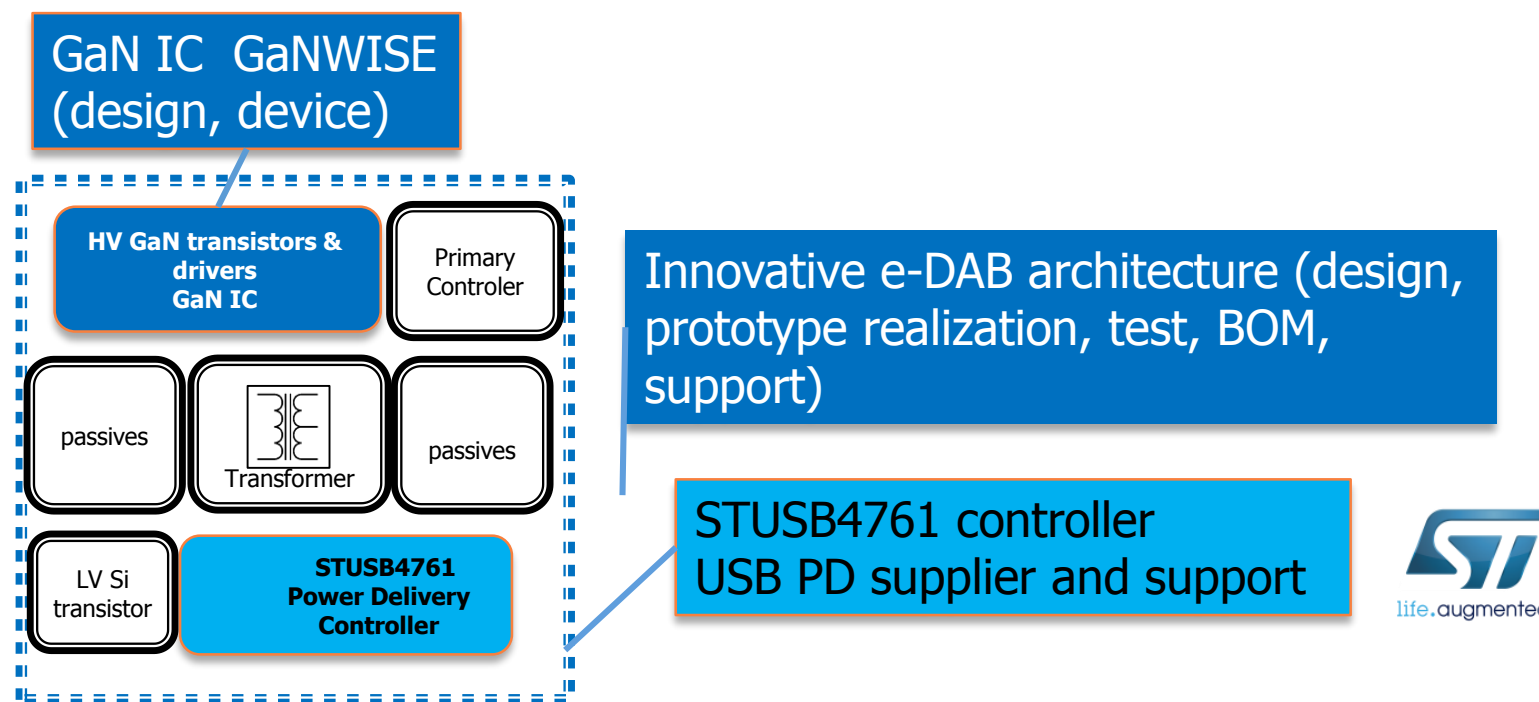 GaN IC GaNWISE
(design, device)
HV GaN transistors &
drivers
GaN IC
Primary
Controler
Innovative e-DAB architecture (design,
prototype realization, test, BOM,
support)
passives
Transformer
passives
STUSB4761 controller
USB PD supplier and support
LV Si
transistor
STUSB4761
Power Delivery
Controller
ST
life.augmented